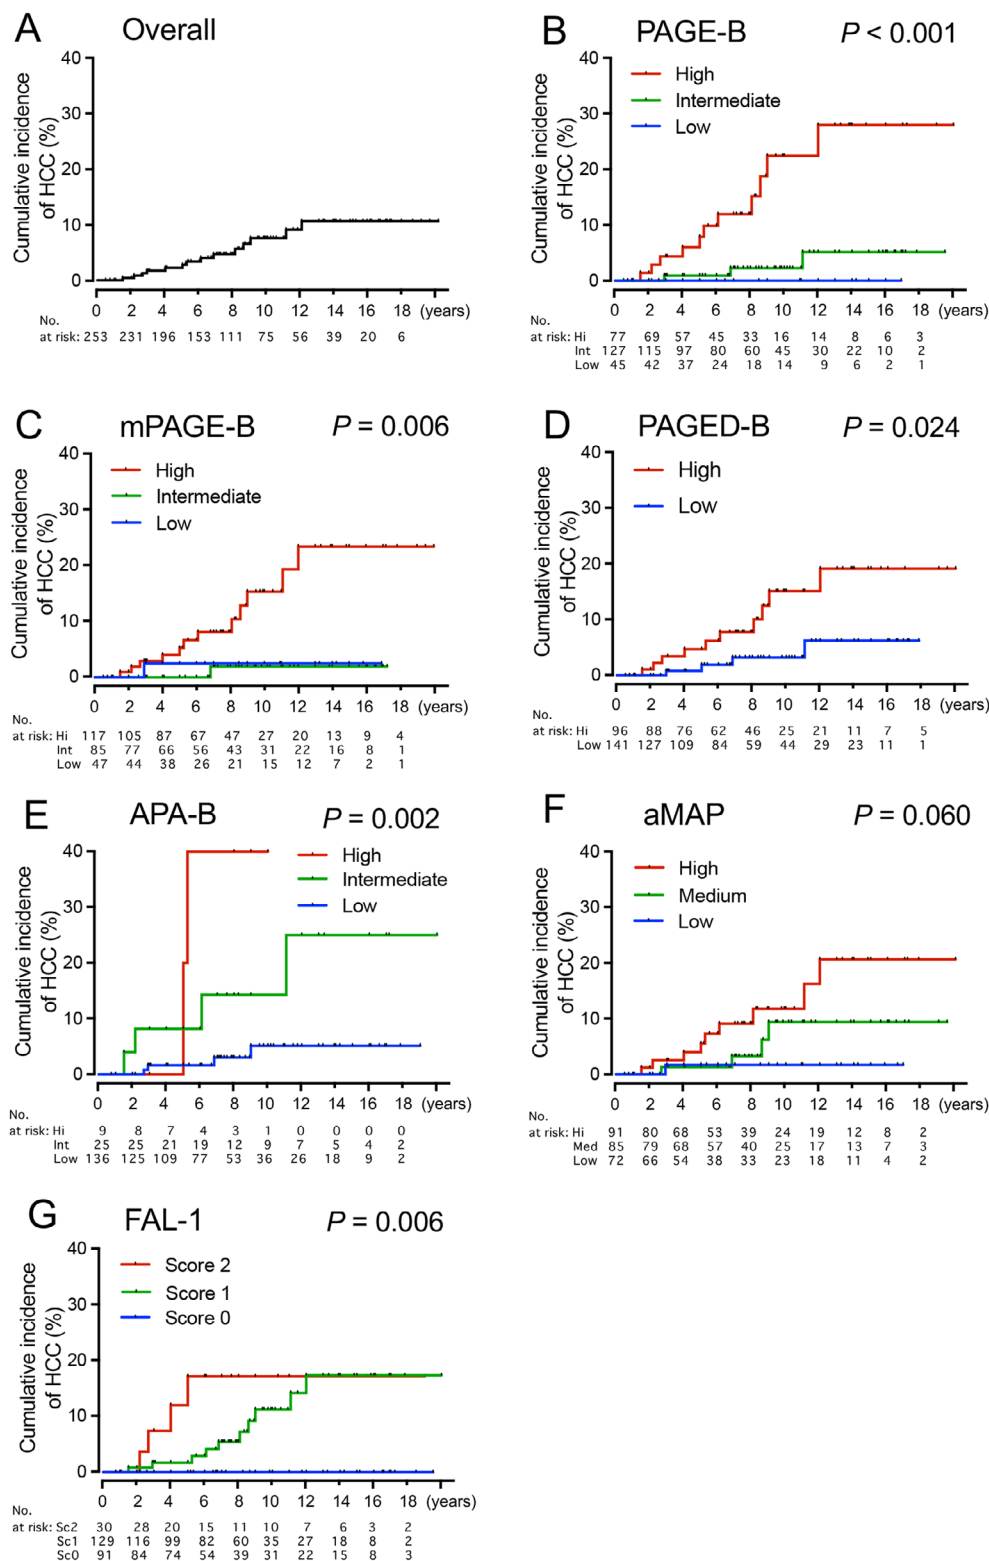 A Overall
Cumulative incidence
of HCC (%)
40
30
20
10
0
0 2 4 6 8 10 12 14 16 18 (years)
No.
at risk: 253 231 196 153 111 75 56 39 20 6
B PAGE-B P < 0.001
Cumulative incidence
of HCC (%)
40
30
20
10
0
High
Intermediate
Low
0 2 4 6 8 10 12 14 16 18 (years)
No.
at risk: Hi 77 69 57 45 33 16 14 8 6 3
Int 127 115 97 80 60 45 30 22 10 2
Low 45 42 37 24 18 14 9 6 2 1
C mPAGE-B P = 0.006
Cumulative incidence
of HCC (%)
40
30
20
10
0
High
Intermediate
Low
0 2 4 6 8 10 12 14 16 18 (years)
No.
at risk: Hi 117 105 87 67 47 27 20 13 9 4
Int 85 77 66 56 43 31 22 16 8 1
Low 47 44 38 26 21 15 12 7 2 1
D PAGED-B P = 0.024
Cumulative incidence
of HCC (%)
40
30
20
10
0
High
Low
0 2 4 6 8 10 12 14 16 18 (years)
No.
at risk: Hi 96 88 76 62 46 25 21 11 7 5
Low 141 127 109 84 59 44 29 23 11 1
E APA-B P = 0.002
Cumulative incidence
of HCC (%)
40
30
20
10
0
High
Intermediate
Low
0 2 4 6 8 10 12 14 16 18 (years)
No.
at risk: Hi 9 8 7 4 3 1 0 0 0 0
Int 25 25 21 19 12 9 7 5 4 2
Low 136 125 109 77 53 36 26 18 9 2
F aMAP P = 0.060
Cumulative incidence
of HCC (%)
40
30
20
10
0
High
Medium
Low
0 2 4 6 8 10 12 14 16 18 (years)
No.
at risk: Hi 91 80 68 53 39 24 19 12 8 2
Med 85 79 68 57 40 25 17 13 7 3
Low 72 66 54 38 33 23 18 11 4 2
G FAL-1 P = 0.006
Cumulative incidence
of HCC (%)
40
30
20
10
0
Score 2
Score 1
Score 0
0 2 4 6 8 10 12 14 16 18 (years)
No.
at risk: Sc2 30 28 20 15 11 10 7 6 3 2
Sc1 129 116 99 82 60 35 27 18 8 2
Sc0 91 84 74 54 39 31 22 15 8 3